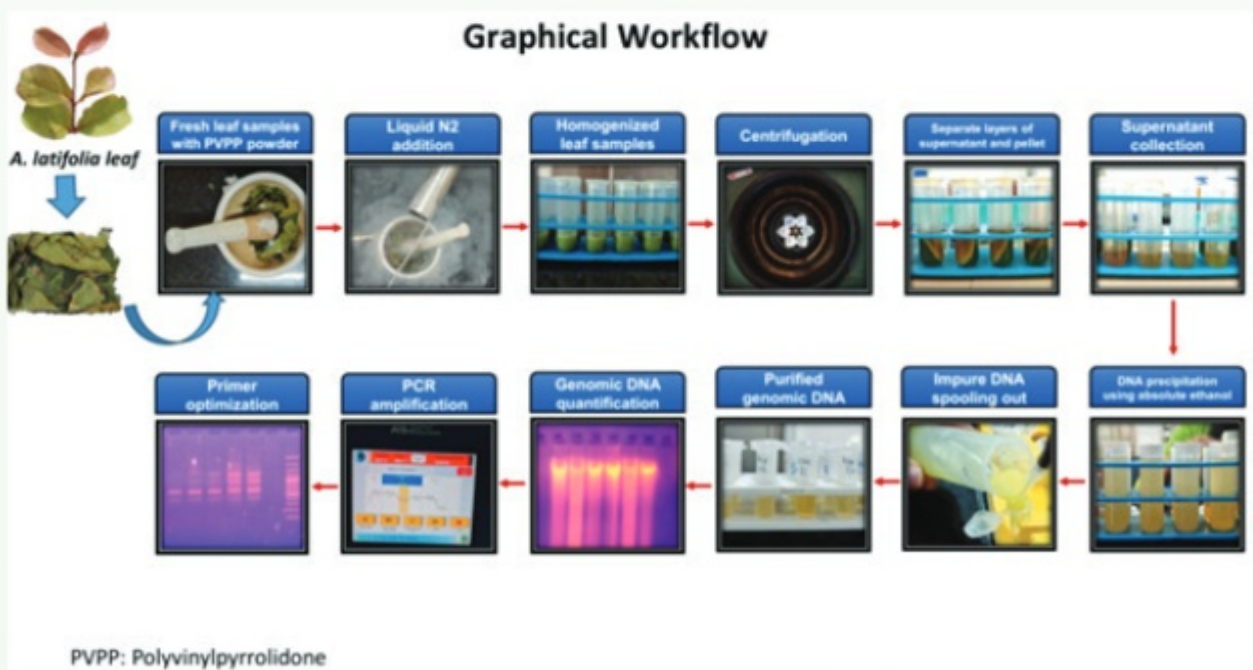 Graphical Workflow
A. latifolia leaf
Fresh leaf samples
with PVPP powder
Liquid N2
addition
Homogenized
leaf samples
Centrifugation
Separate layers of
supernatant and pellet
Supernatant
collection
Primer
optimization
PCR
amplification
Genomic DNA
quantification
Purified
genomic DNA
Impure DNA
spooling out
DNA precipitation
using absolute ethanol
PVPP: Polyvinylpyrrolidone